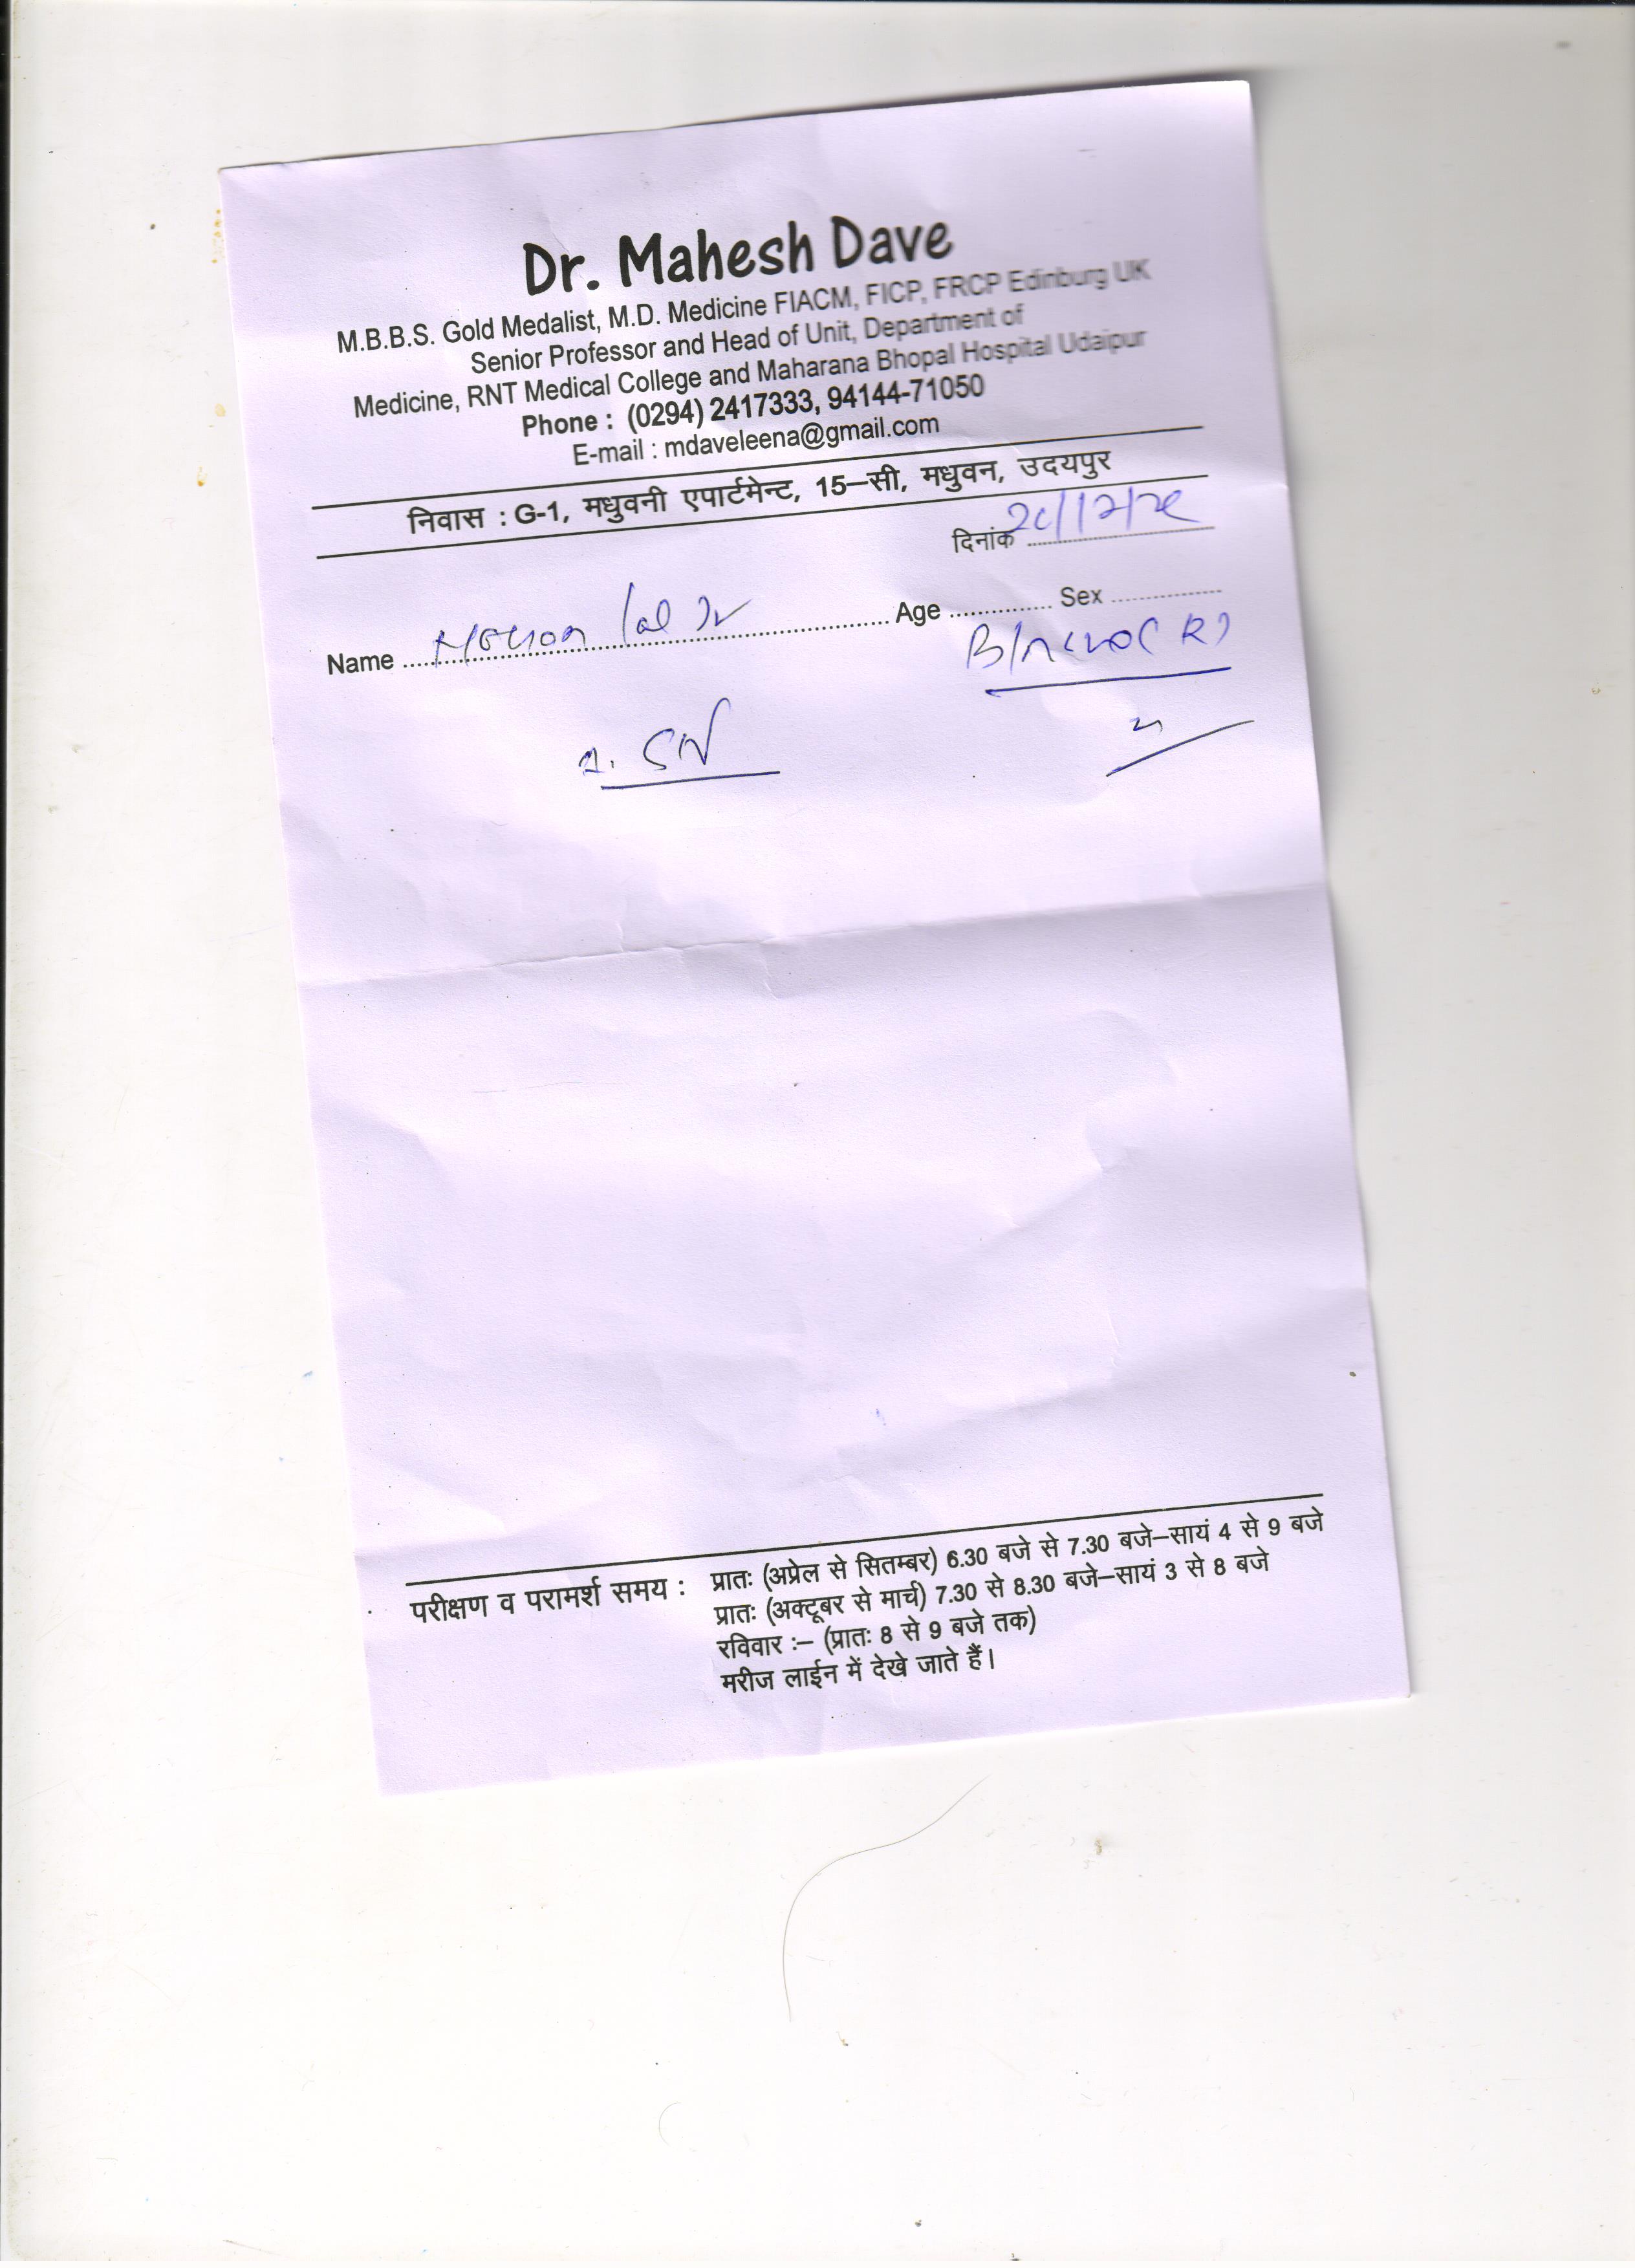 Dr. Mahesh Dave
M.B.B.S. Gold Medalist, M.D. Medicine FIACM, FICP, FRCP Edinburg UK
Senior Professor and Head of Unit, Department of
Medicine, RNT Medical College and Maharana Bhopal Hospital Udaipur
Phone : (0294) 2417333, 94144-71050
E-mail : mdaveleena@gmail.com
निवास : G-1, मधुवनी एपार्टमेन्ट, 15–सी, मधुवन, उदयपुर
दिनांक
Name lal Age Sex
परीक्षण व परामर्श समय : प्रातः (अप्रेल से सितम्बर) 6.30 बजे से 7.30 बजे–सायं 4 से 9 बजे
प्रातः (अक्टूबर से मार्च) 7.30 से 8.30 बजे–सायं 3 से 8 बजे
रविवार :– (प्रातः 8 से 9 बजे तक)
मरीज लाईन में देखे जाते हैं।